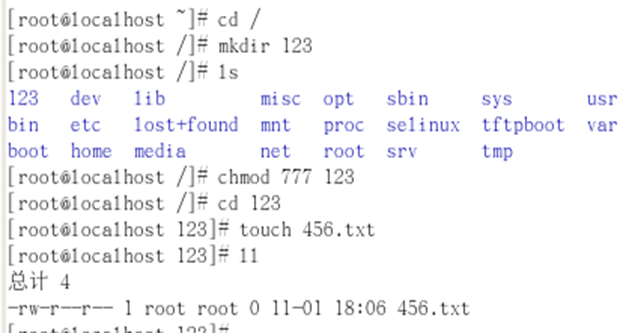 [root@localhost ~]# cd /
[root@localhost /]# mkdir 123
[root@localhost /]# ls
123 dev lib misc opt sbin sys usr
bin etc lost+found mnt proc selinux tftpboot var
boot home media net root srv tmp
[root@localhost /]# chmod 777 123
[root@localhost /]# cd 123
[root@localhost 123]# touch 456.txt
[root@localhost 123]# ll
总计 4
-rw-r--r-- 1 root root 0 11-01 18:06 456.txt
[root@localhost 123]#